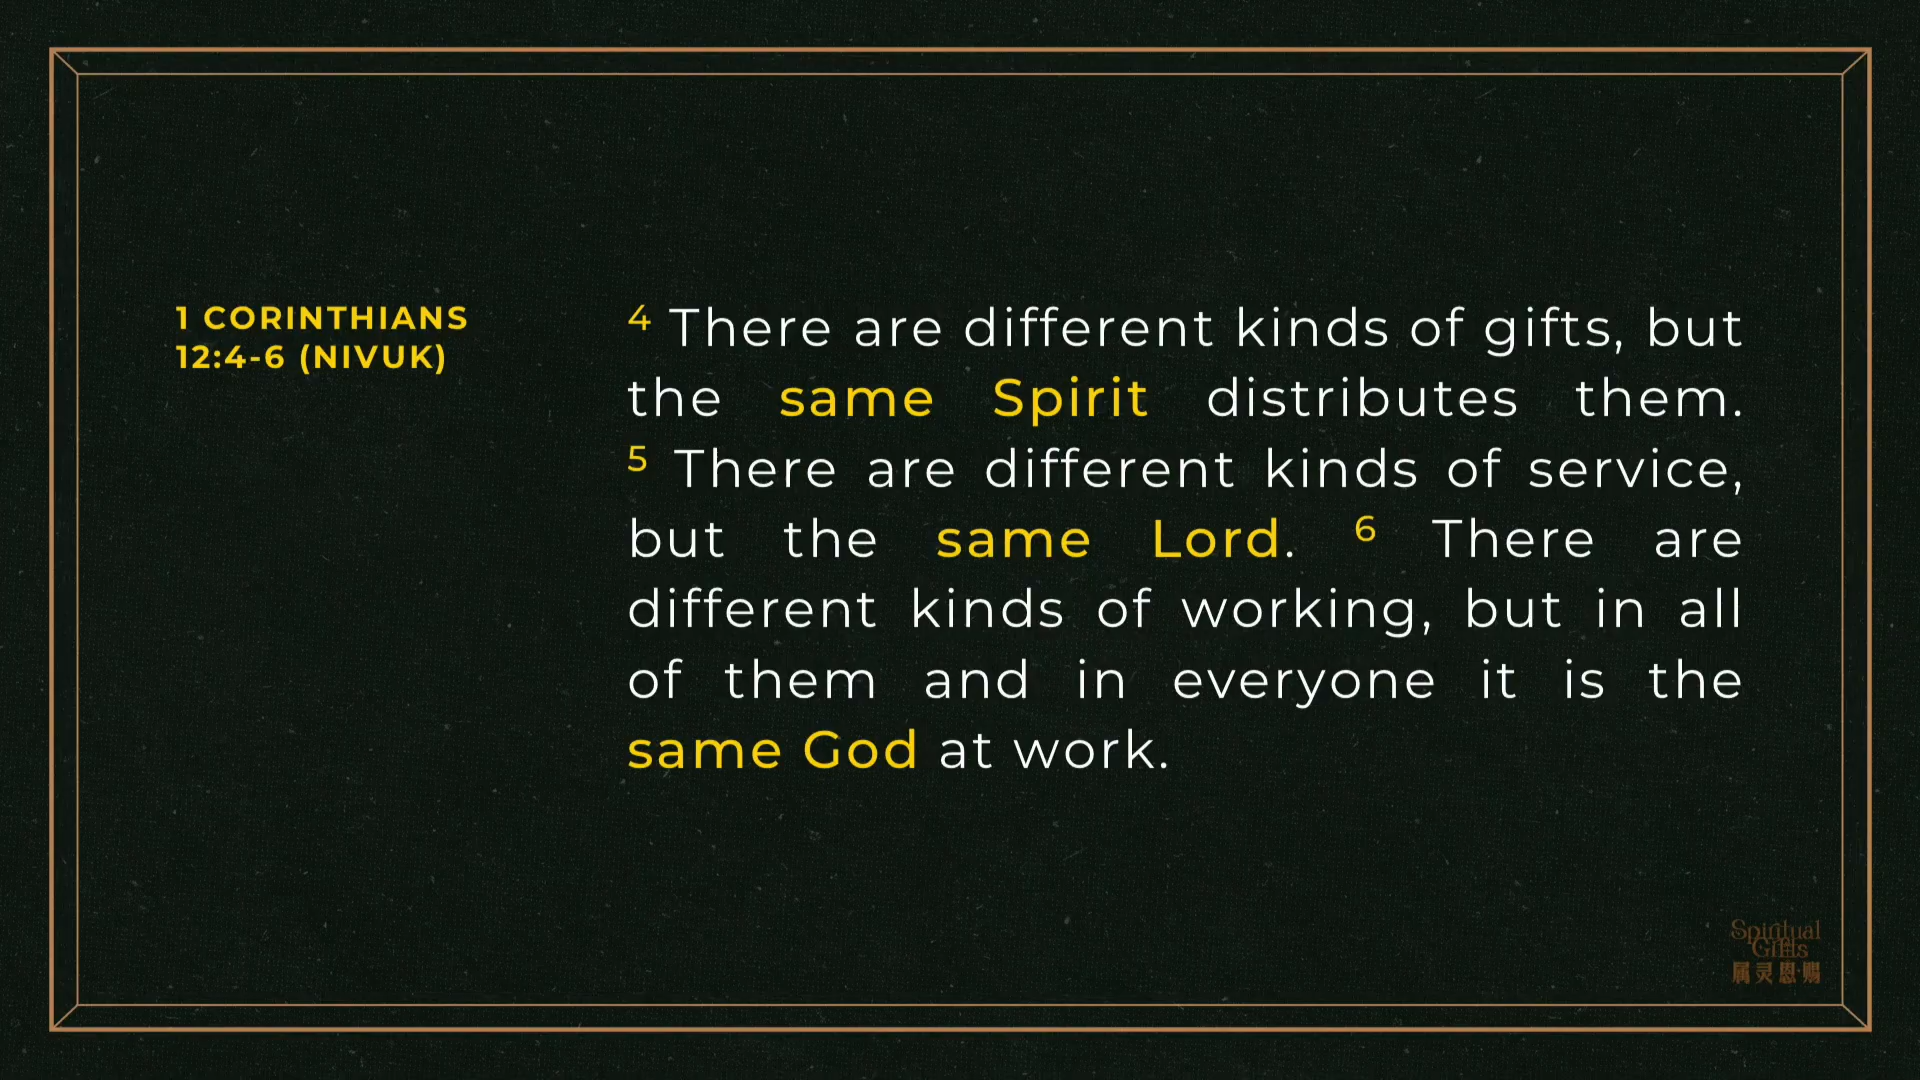 1 CORINTHIANS
12:4-6 (NIVUK)
4 There are different kinds of gifts, but
the same Spirit distributes them.
5 There are different kinds of service,
but the same Lord. 6 There are
different kinds of working, but in all
of them and in everyone it is the
same God at work.
Spiritual
Gifts
属灵恩赐